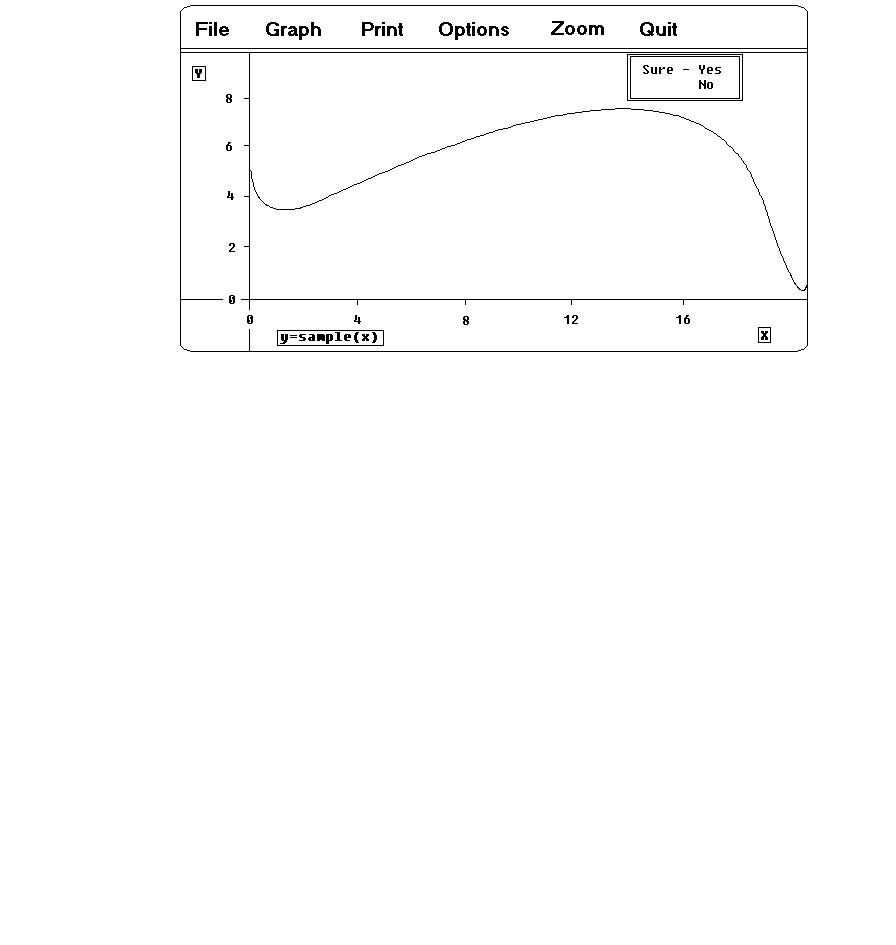 File Graph Print Options Zoom Quit
Sure - Yes
No
Y
8
6
4
2
0
0 4 8 12 16
y=sample(x)
X